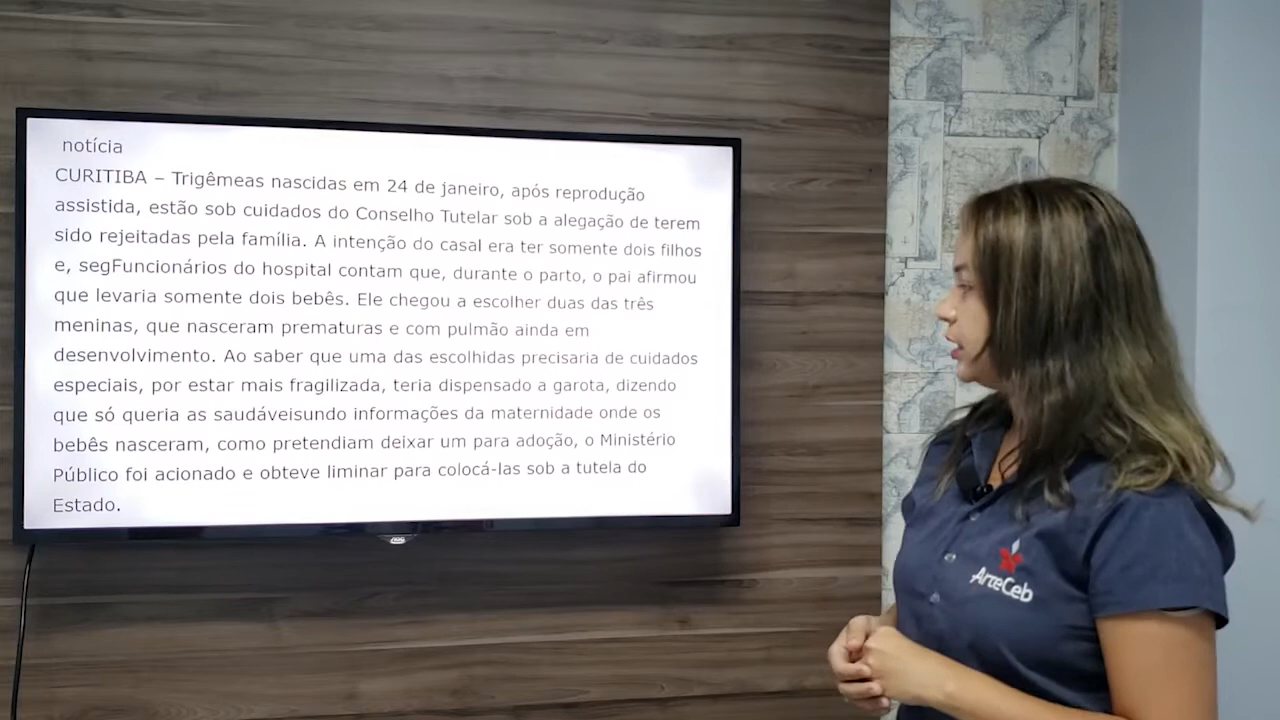 notícia
CURITIBA – Trigêmeas nascidas em 24 de janeiro, após reprodução
assistida, estão sob cuidados do Conselho Tutelar sob a alegação de terem
sido rejeitadas pela família. A intenção do casal era ter somente dois filhos
e, segFuncionários do hospital contam que, durante o parto, o pai afirmou
que levaria somente dois bebês. Ele chegou a escolher duas das três
meninas, que nasceram prematuras e com pulmão ainda em
desenvolvimento. Ao saber que uma das escolhidas precisaria de cuidados
especiais, por estar mais fragilizada, teria dispensado a garota, dizendo
que só queria as saudáveisundo informações da maternidade onde os
bebês nasceram, como pretendiam deixar um para adoção, o Ministério
Público foi acionado e obteve liminar para colocá-las sob a tutela do
Estado.
ArteCeb